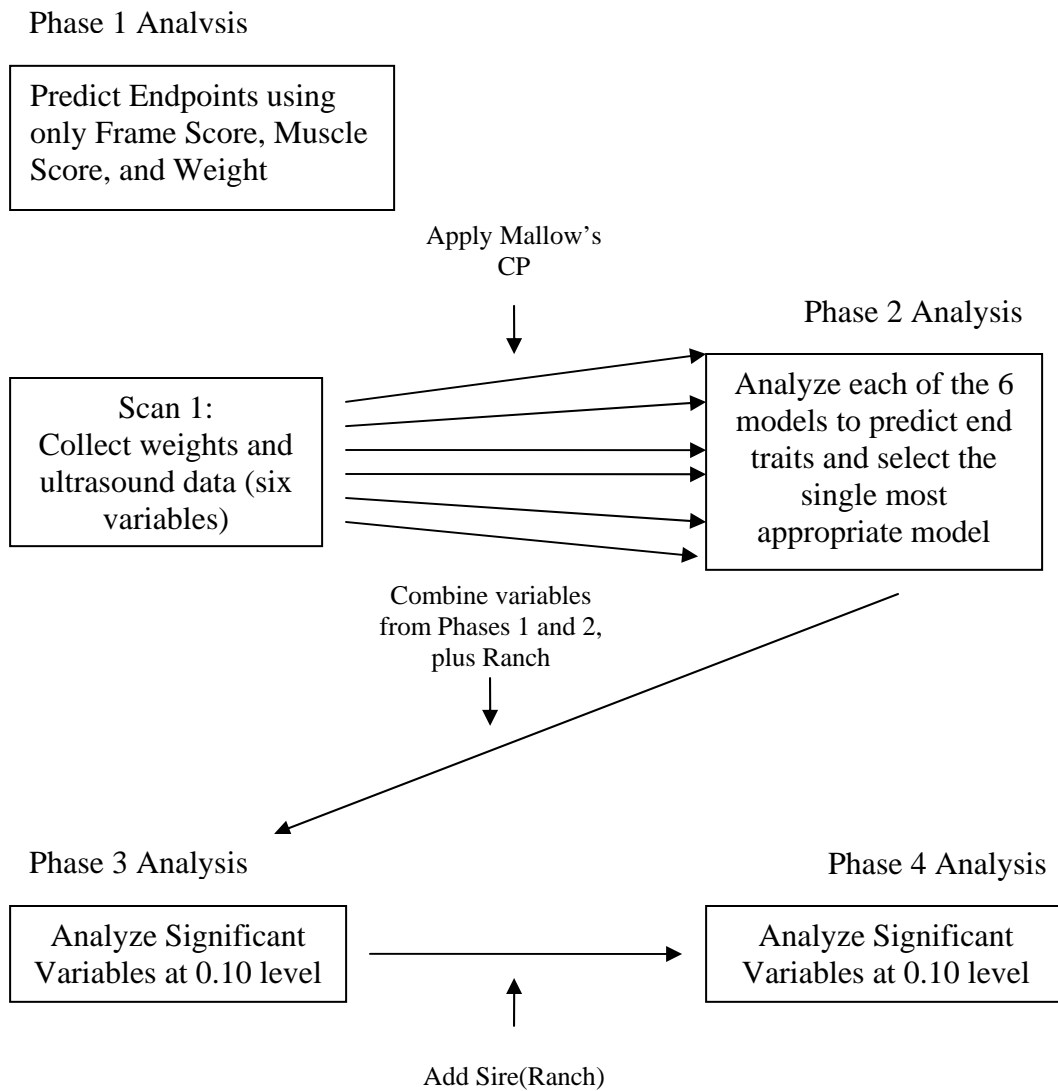 Phase 1 Analvsis
Predict Endpoints using
only Frame Score, Muscle
Score, and Weight
Apply Mallow's
CP
Phase 2 Analysis
Scan 1:
Collect weights and
ultrasound data (six
variables)
Analyze each of the 6
models to predict end
traits and select the
single most
appropriate model
Combine variables
from Phases 1 and 2,
plus Ranch
Phase 3 Analysis
Phase 4 Analysis
Analyze Significant
Variables at 0.10 level
Analyze Significant
Variables at 0.10 level
Add Sire(Ranch)